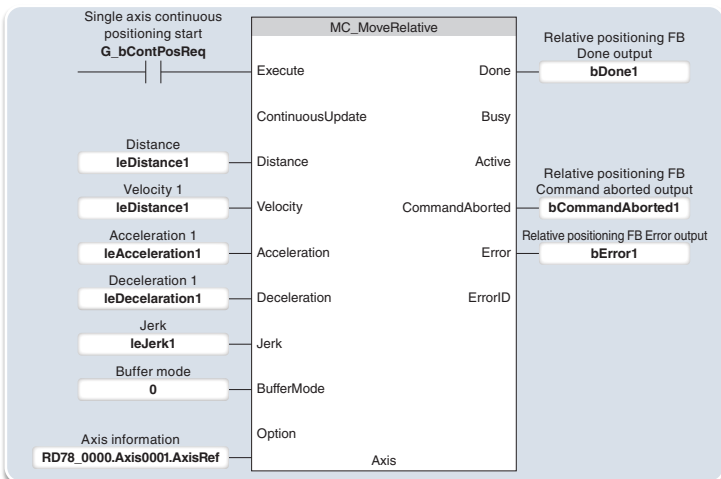 Single axis continuous
positioning start
G_bContPosReq
MC_MoveRelative
Relative positioning FB
Done output
bDone1
Execute
Done
ContinuousUpdate
Busy
Distance
leDistance1
Distance
Active
Relative positioning FB
Command aborted output
bCommandAborted1
Velocity 1
leDistance1
Velocity
CommandAborted
Relative positioning FB Error output
bError1
Acceleration 1
leAcceleration1
Acceleration
Error
Deceleration 1
leDecelaration1
Deceleration
ErrorID
Jerk
leJerk1
Jerk
Buffer mode
0
BufferMode
Option
Axis information
RD78_0000.Axis0001.AxisRef
Axis